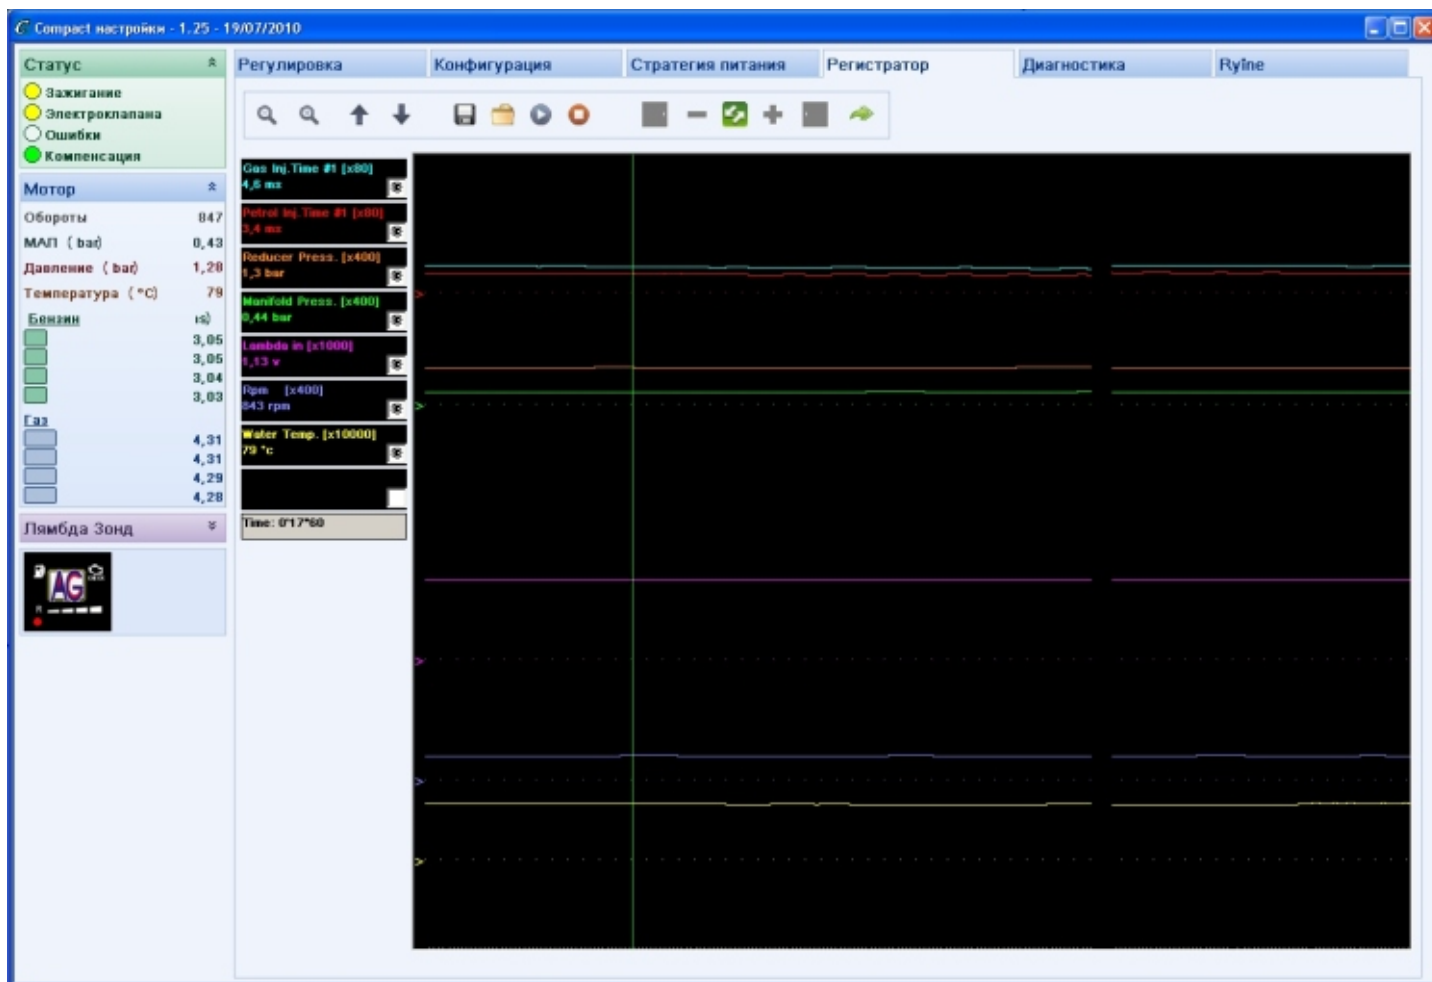 Compact настройки - 1.25 - 19/07/2010
Статус
Зажигание
Электроклапана
Ошибки
Компенсация
Мотор
Обороты 847
МАП ( bar) 0,43
Давление ( bar) 1,28
Температура ( °C) 79
Бензин ıs)
3,05
3,05
3,04
3,03
Газ
4,31
4,31
4,29
4,28
Лямбда Зонд
AG
Регулировка Конфигурация Стратегия питания Регистратор Диагностика Ryîne
Gas Inj.Time #1 [x80]
4,6 ms
Petrol Inj.Time #1 [x80]
3,4 ms
Reducer Press. [x400]
1,3 bar
Manifold Press. [x400]
0,44 bar
Lambda in [x1000]
1,13 v
Rpm [x400]
843 rpm
Water Temp. [x10000]
79 °c
Time: 0'17"60